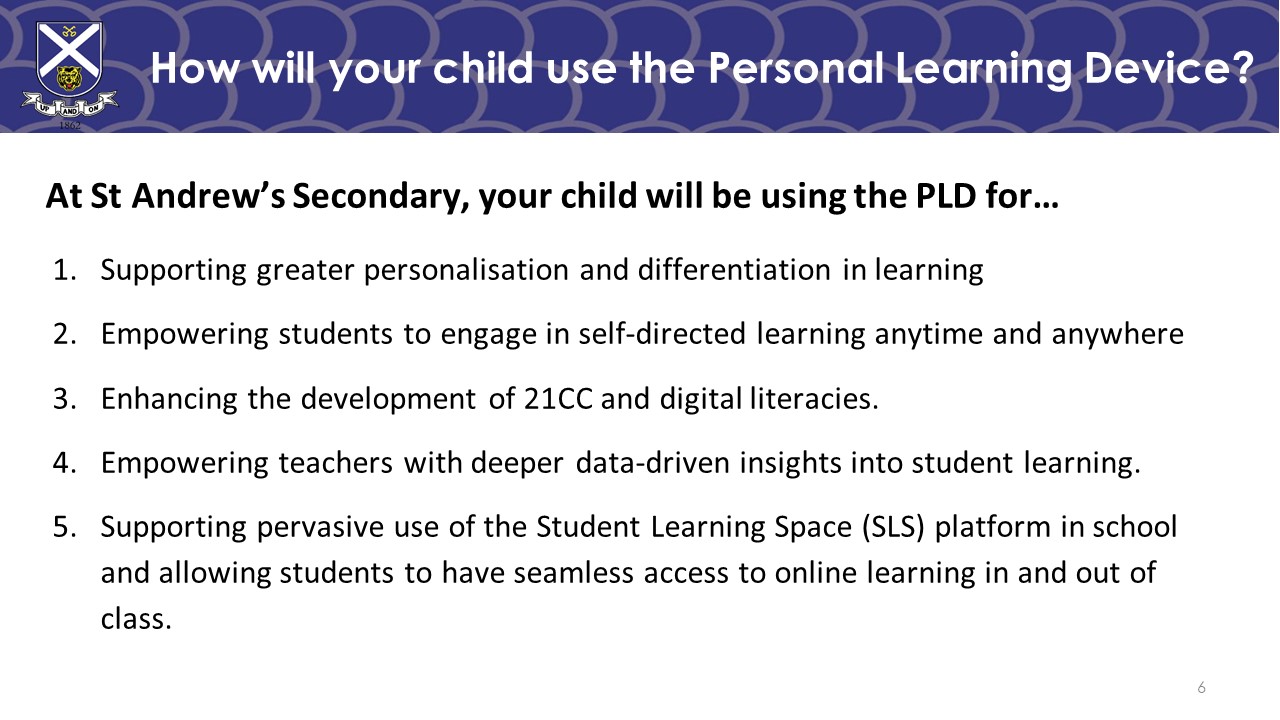 How will your child use the Personal Learning Device?
UP AND ON
1862
At St Andrew’s Secondary, your child will be using the PLD for…
1. Supporting greater personalisation and differentiation in learning
2. Empowering students to engage in self-directed learning anytime and anywhere
3. Enhancing the development of 21CC and digital literacies.
4. Empowering teachers with deeper data-driven insights into student learning.
5. Supporting pervasive use of the Student Learning Space (SLS) platform in school
and allowing students to have seamless access to online learning in and out of
class.
6